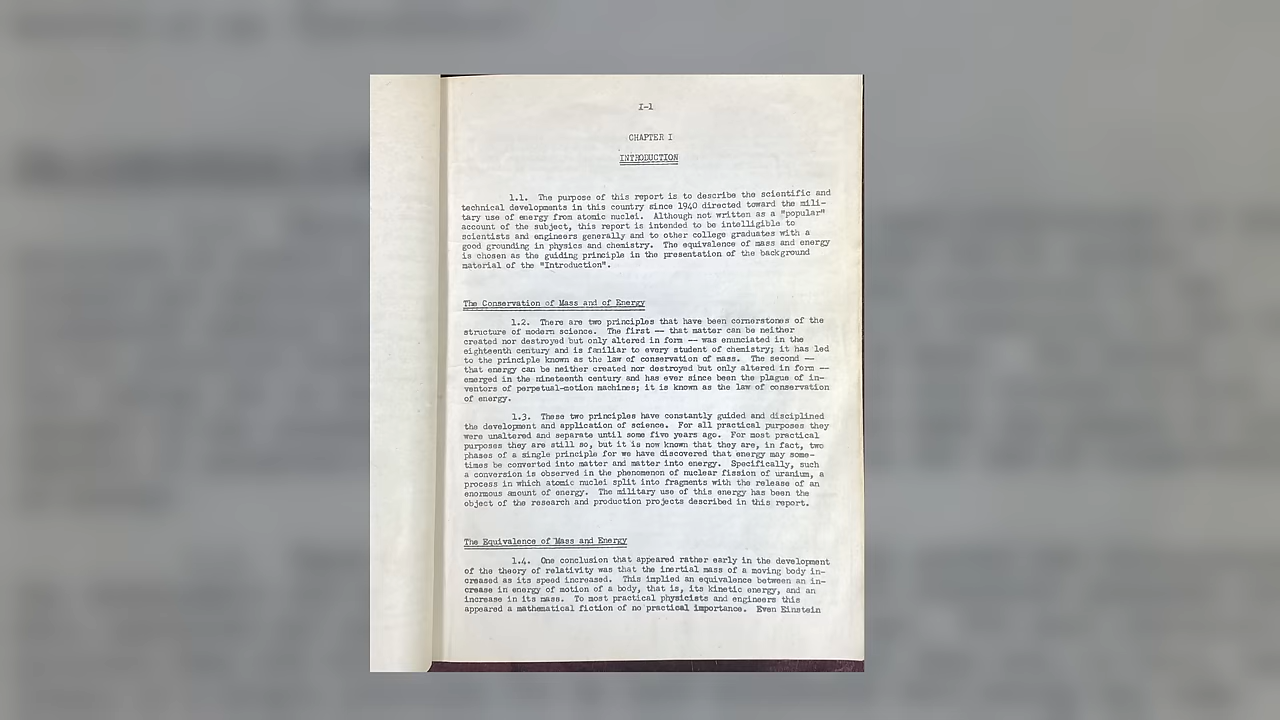 I-1
CHAPTER I
INTRODUCTION
1.1. The purpose of this report is to describe the scientific and
technical developments in this country since 1940 directed toward the mili-
tary use of energy from atomic nuclei. Although not written as a "popular"
account of the subject, this report is intended to be intelligible to
scientists and engineers generally and to other college graduates with a
good grounding in physics and chemistry. The equivalence of mass and energy
is chosen as the guiding principle in the presentation of the background
material of the "Introduction".
The Conservation of Mass and of Energy
1.2. There are two principles that have been cornerstones of the
structure of modern science. The first — that matter can be neither
created nor destroyed but only altered in form — was enunciated in the
eighteenth century and is familiar to every student of chemistry; it has led
to the principle known as the law of conservation of mass. The second —
that energy can be neither created nor destroyed but only altered in form —
emerged in the nineteenth century and has ever since been the plague of in-
ventors of perpetual-motion machines; it is known as the law of conservation
of energy.
1.3. These two principles have constantly guided and disciplined
the development and application of science. For all practical purposes they
were unaltered and separate until some five years ago. For most practical
purposes they are still so, but it is now known that they are, in fact, two
phases of a single principle for we have discovered that energy may some-
times be converted into matter and matter into energy. Specifically, such
a conversion is observed in the phenomenon of nuclear fission of uranium, a
process in which atomic nuclei split into fragments with the release of an
enormous amount of energy. The military use of this energy has been the
object of the research and production projects described in this report.
The Equivalence of Mass and Energy
1.4. One conclusion that appeared rather early in the development
of the theory of relativity was that the inertial mass of a moving body in-
creased as its speed increased. This implied an equivalence between an in-
crease in energy of motion of a body, that is, its kinetic energy, and an
increase in its mass. To most practical physicists and engineers this
appeared a mathematical fiction of no practical importance. Even Einstein